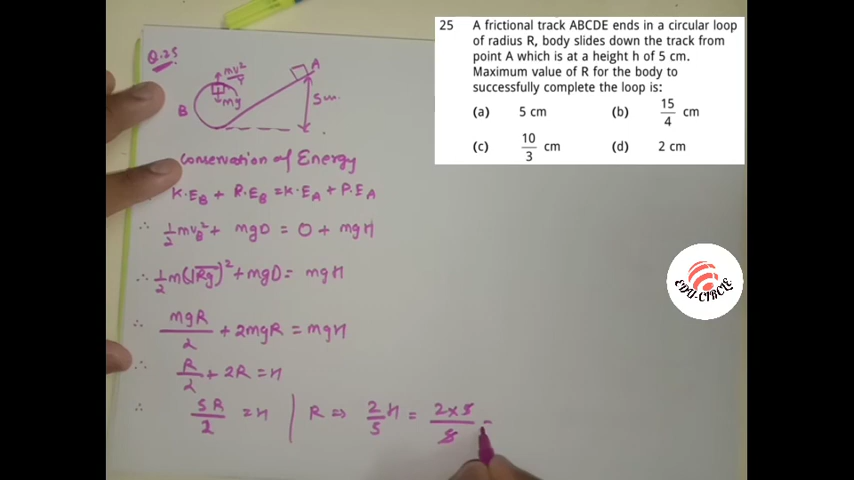 Q.25
mv²/r
mg
A
B
5cm.
Conservation of Energy
K.E_B + P.E_B = K.E_A + P.E_A
∴ 1/2 mv_B² + mgD = 0 + mgH
∴ 1/2 m(√Rg)² + mgD = mgH
∴ mgR/2 + 2mgR = mgH
∴ R/2 + 2R = H
∴ 5R/2 = H | R ⇒ 2/5 H = 2×5/5 =
25 A frictional track ABCDE ends in a circular loop
of radius R, body slides down the track from
point A which is at a height h of 5 cm.
Maximum value of R for the body to
successfully complete the loop is:
(a) 5 cm (b) 15/4 cm
(c) 10/3 cm (d) 2 cm
EDU-CIRCLE